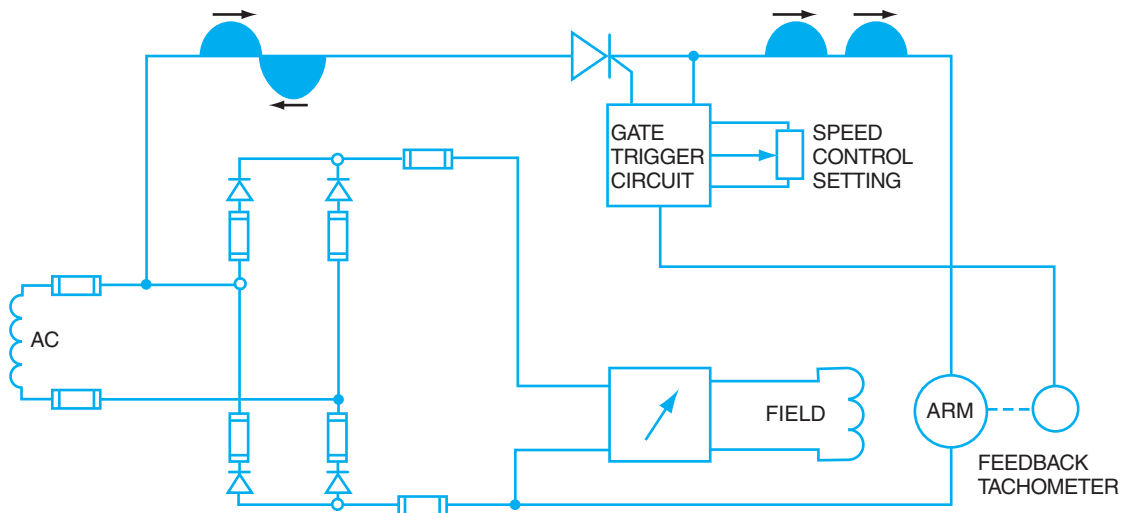 GATE
TRIGGER
CIRCUIT
SPEED
CONTROL
SETTING
AC
FIELD
ARM
FEEDBACK
TACHOMETER